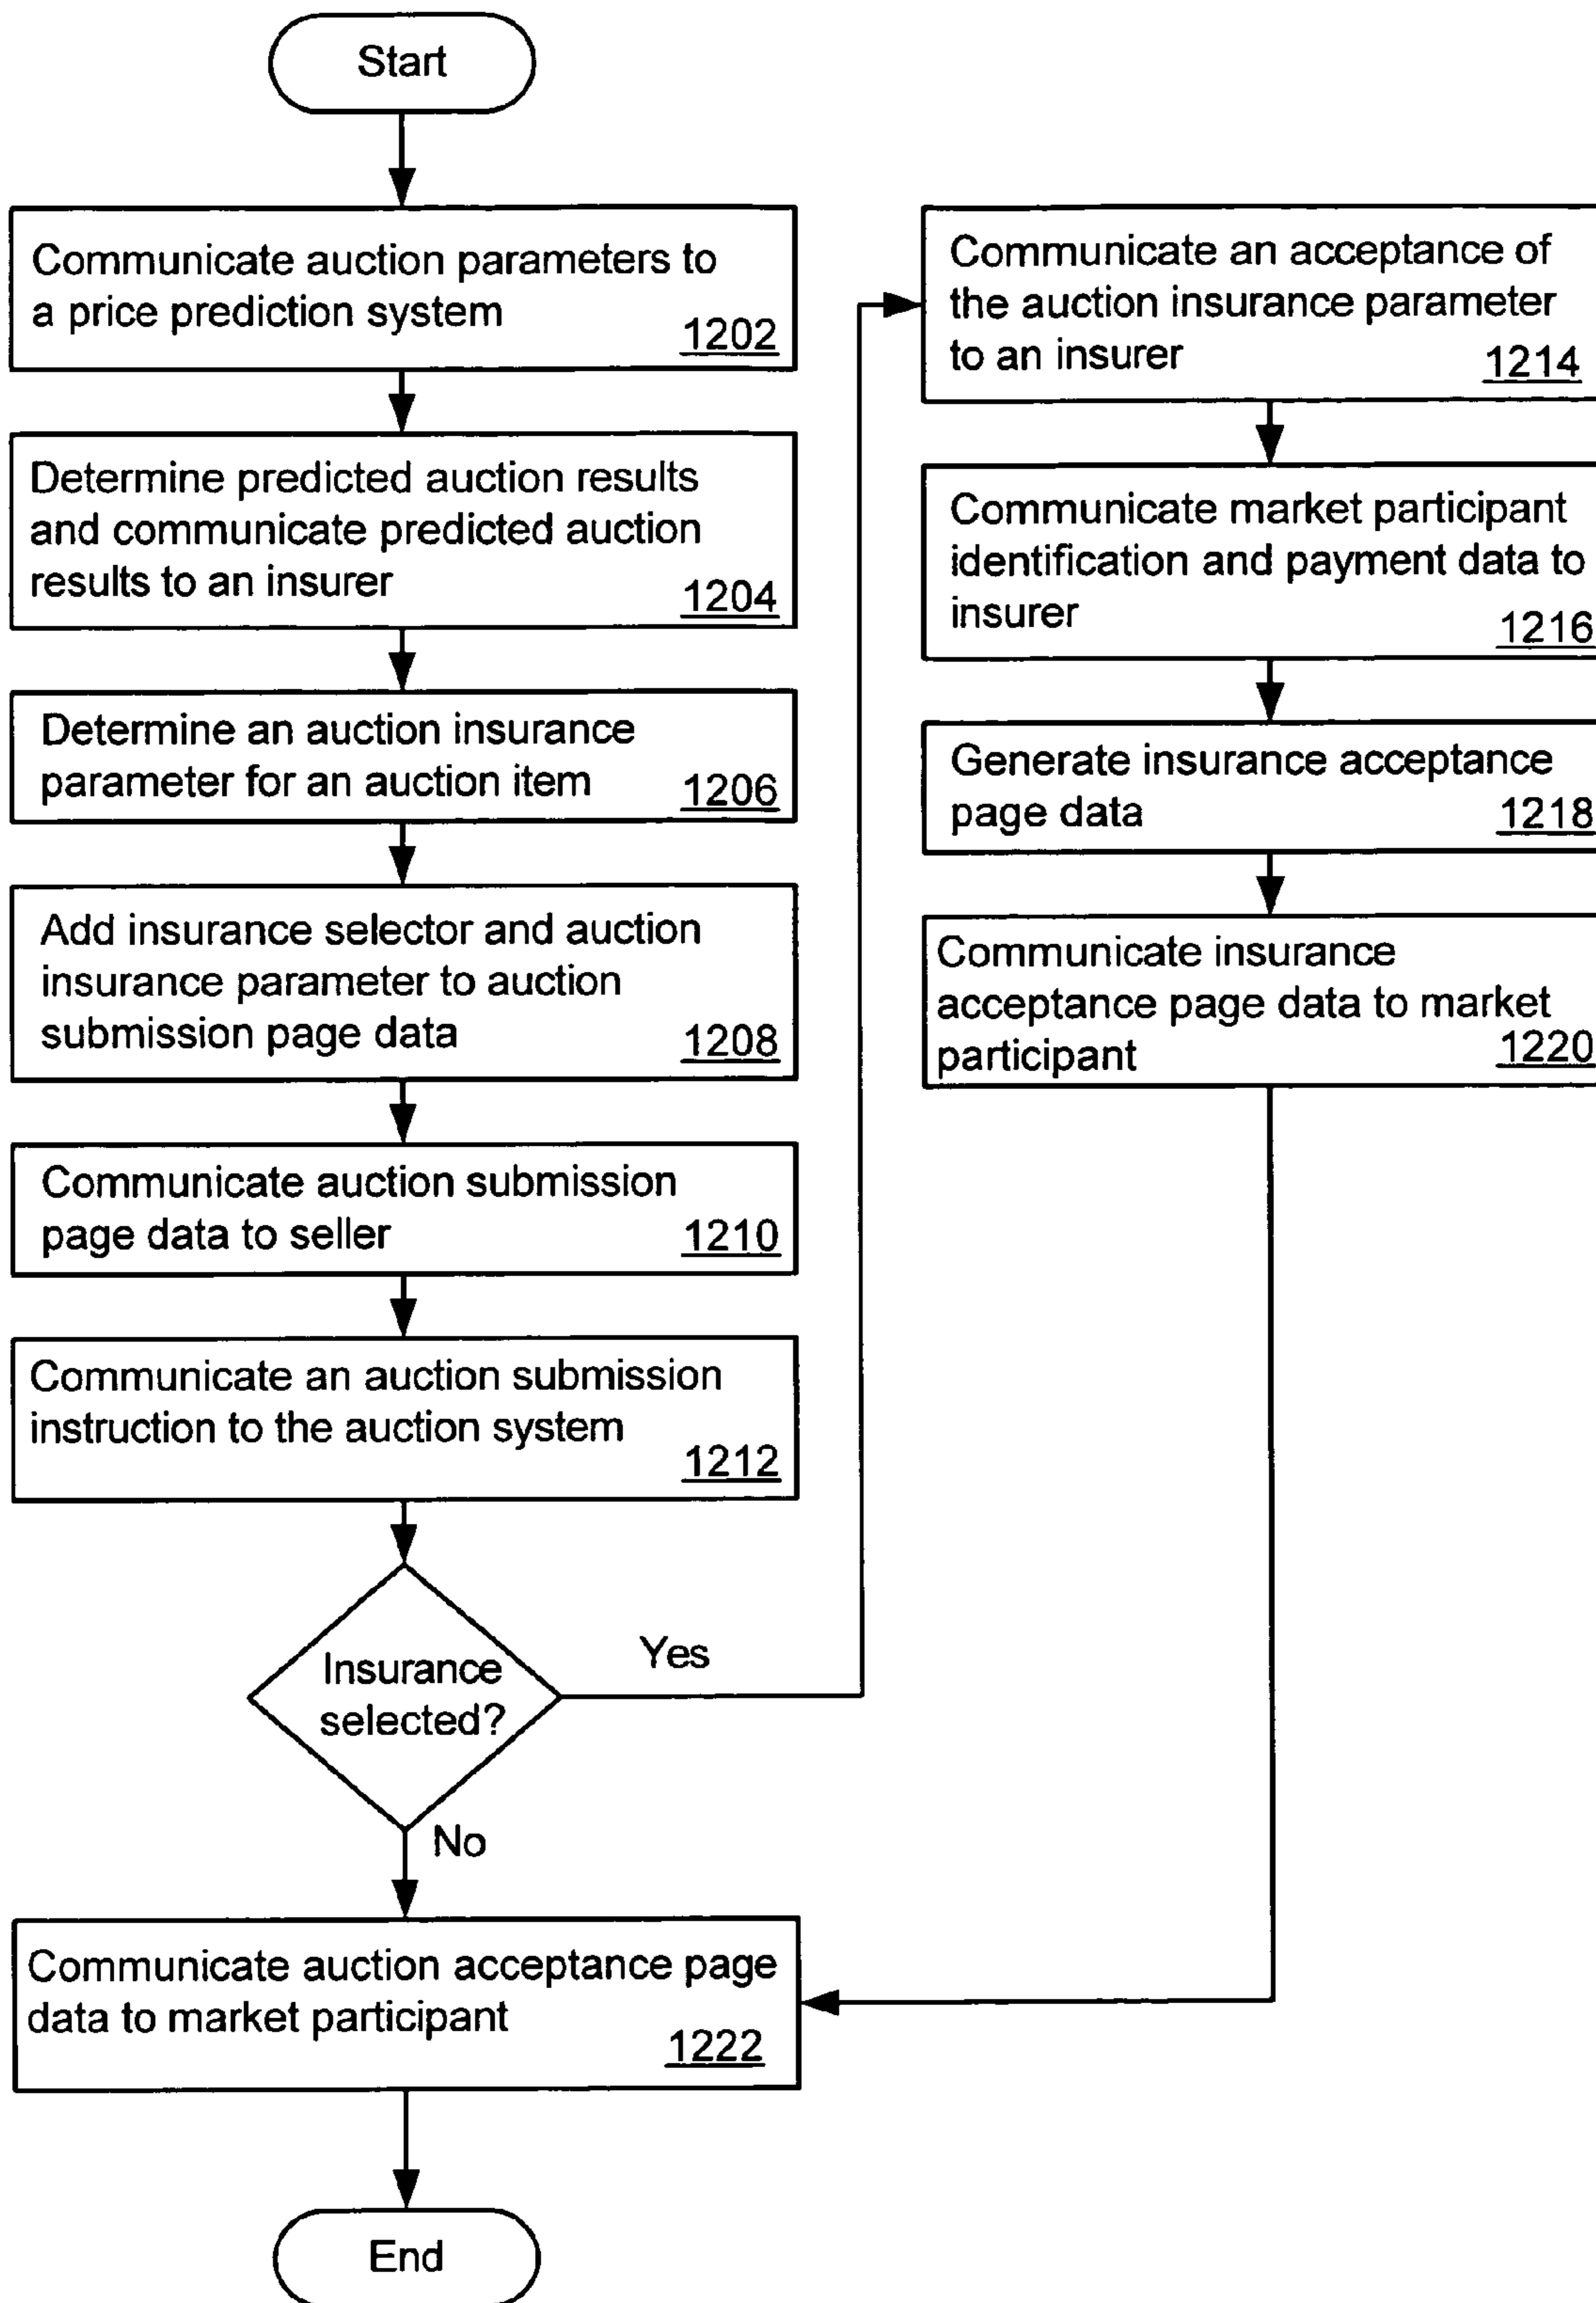 Start
Communicate auction parameters to
a price prediction system
1202
Determine predicted auction results
and communicate predicted auction
results to an insurer
1204
Determine an auction insurance
parameter for an auction item
1206
Add insurance selector and auction
insurance parameter to auction
submission page data
1208
Communicate auction submission
page data to seller
1210
Communicate an auction submission
instruction to the auction system
1212
Insurance
selected?
Yes
No
Communicate an acceptance of
the auction insurance parameter
to an insurer
1214
Communicate market participant
identification and payment data to
insurer
1216
Generate insurance acceptance
page data
1218
Communicate insurance
acceptance page data to market
participant
1220
Communicate auction acceptance page
data to market participant
1222
End